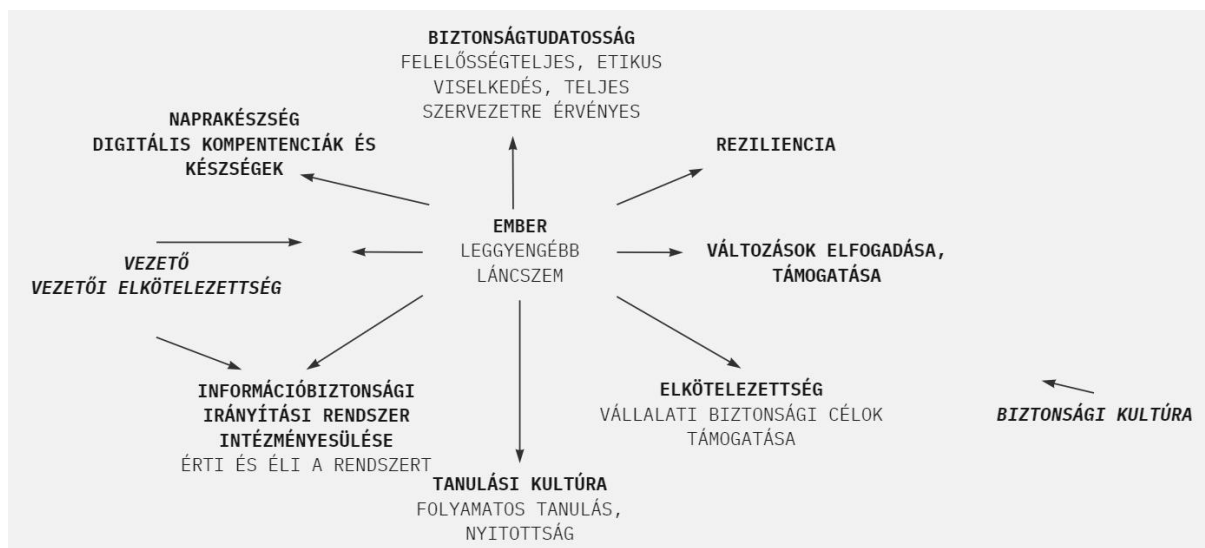 BIZTONSÁGTUDATOSSÁG
FELELŐSSÉGTELJES, ETIKUS
VISELKEDÉS, TELJES
SZERVEZETRE ÉRVÉNYES
NAPRAKÉSZSÉG
DIGITÁLIS KOMPENTENCIÁK ÉS
KÉSZSÉGEK
REZILIENCIA
EMBER
LEGGYENGÉBB
LÁNCSZEM
VEZETŐ
VEZETŐI ELKÖTELEZETTSÉG
VÁLTOZÁSOK ELFOGADÁSA,
TÁMOGATÁSA
INFORMÁCIÓBIZTONSÁGI
IRÁNYÍTÁSI RENDSZER
INTÉZMÉNYESÜLÉSE
ÉRTI ÉS ÉLI A RENDSZERT
ELKÖTELEZETTSÉG
VÁLLALATI BIZTONSÁGI CÉLOK
TÁMOGATÁSA
BIZTONSÁGI KULTÚRA
TANULÁSI KULTÚRA
FOLYAMATOS TANULÁS,
NYITOTTSÁG